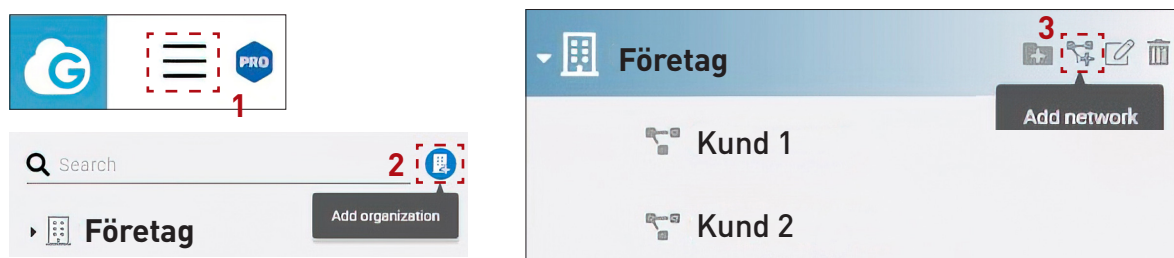 G
PRO
1
Search
2
Add organization
Företag
3
Företag
Add network
Kund 1
Kund 2